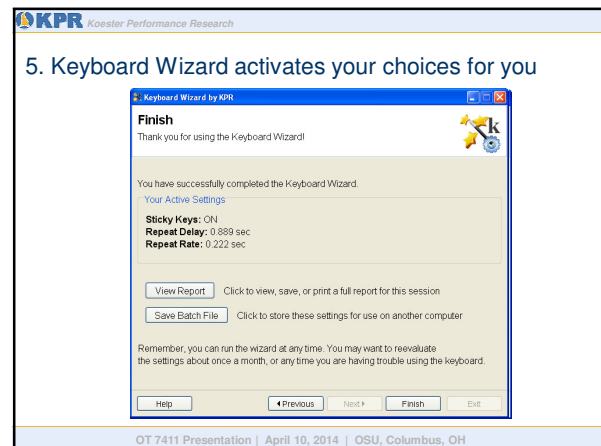 KPR Koester Performance Research
5. Keyboard Wizard activates your choices for you
Keyboard Wizard by KPR
Finish
Thank you for using the Keyboard Wizard!
k
You have successfully completed the Keyboard Wizard.
Your Active Settings
Sticky Keys: ON
Repeat Delay: 0.889 sec
Repeat Rate: 0.222 sec
View Report Click to view, save, or print a full report for this session
Save Batch File Click to store these settings for use on another computer
Remember, you can run the wizard at any time. You may want to reevaluate
the settings about once a month, or any time you are having trouble using the keyboard.
Help Previous Next Finish Exit
OT 7411 Presentation | April 10, 2014 | OSU, Columbus, OH